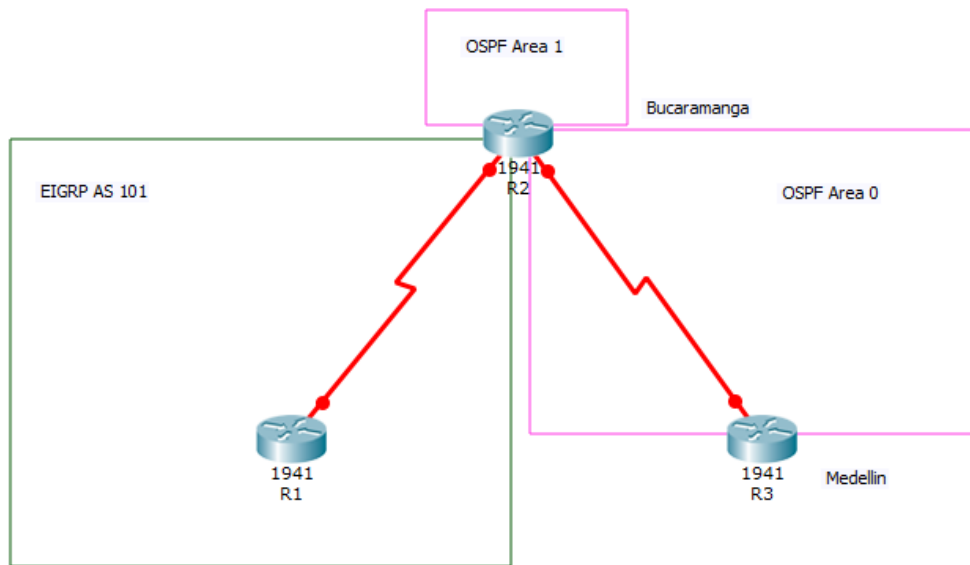 OSPF Area 1
Bucaramanga
1941
R2
EIGRP AS 101
OSPF Area 0
1941
R1
1941
R3
Medellin